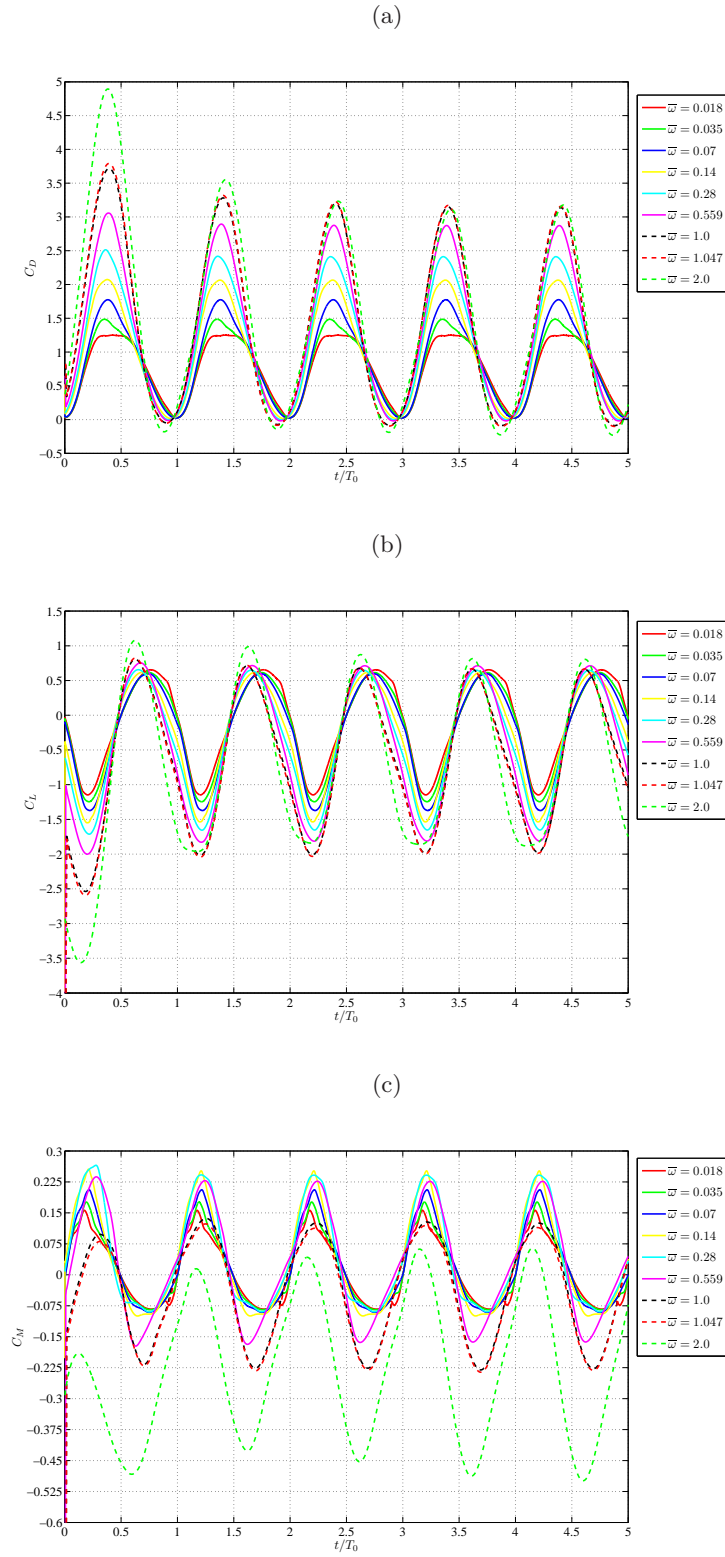 (a)
5
4.5
4
3.5
3
2.5
2
1.5
1
0.5
0
−0.5
C_D
0 0.5 1 1.5 2 2.5 3 3.5 4 4.5 5
t/T_0
ω̅ = 0.018
ω̅ = 0.035
ω̅ = 0.07
ω̅ = 0.14
ω̅ = 0.28
ω̅ = 0.559
ω̅ = 1.0
ω̅ = 1.047
ω̅ = 2.0
(b)
1.5
1
0.5
0
−0.5
−1
−1.5
−2
−2.5
−3
−3.5
−4
C_L
0 0.5 1 1.5 2 2.5 3 3.5 4 4.5 5
t/T_0
ω̅ = 0.018
ω̅ = 0.035
ω̅ = 0.07
ω̅ = 0.14
ω̅ = 0.28
ω̅ = 0.559
ω̅ = 1.0
ω̅ = 1.047
ω̅ = 2.0
(c)
0.3
0.225
0.15
0.075
0
−0.075
−0.15
−0.225
−0.3
−0.375
−0.45
−0.525
−0.6
C_M
0 0.5 1 1.5 2 2.5 3 3.5 4 4.5 5
t/T_0
ω̅ = 0.018
ω̅ = 0.035
ω̅ = 0.07
ω̅ = 0.14
ω̅ = 0.28
ω̅ = 0.559
ω̅ = 1.0
ω̅ = 1.047
ω̅ = 2.0